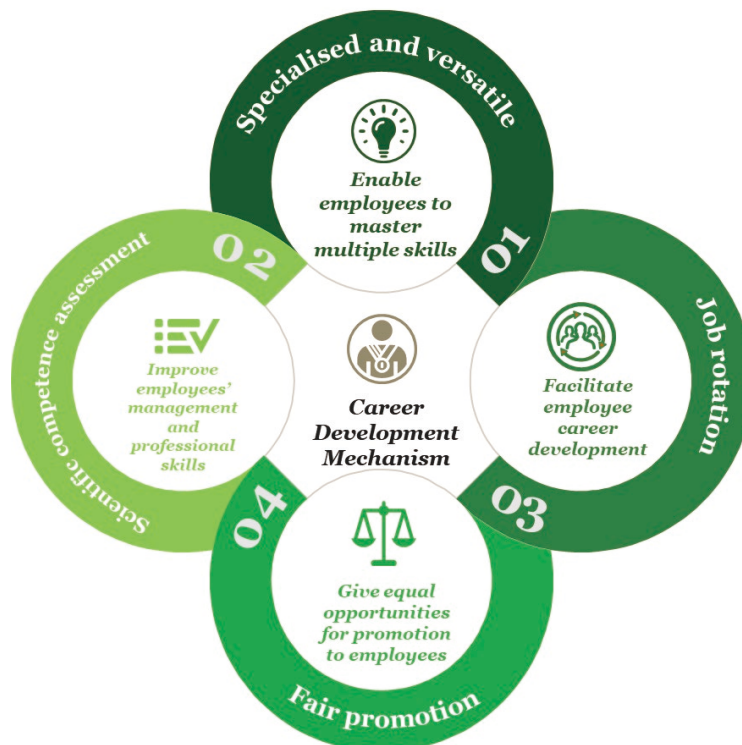 Specialised and versatile
01
Enable
employees to
master
multiple skills
Scientific competence assessment
02
Improve
employees'
management
and
professional
skills
Career
Development
Mechanism
Job rotation
03
Facilitate
employee
career
development
04
Give equal
opportunities
for promotion
to employees
Fair promotion